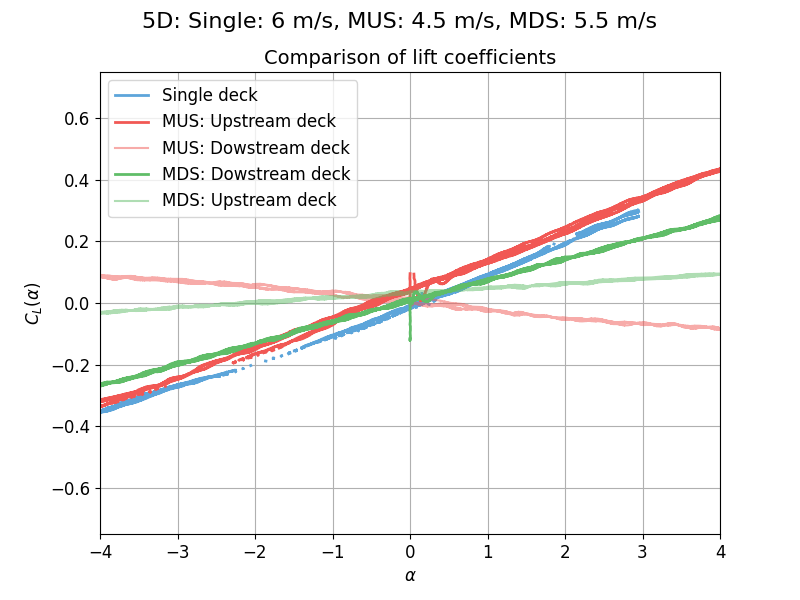 5D: Single: 6 m/s, MUS: 4.5 m/s, MDS: 5.5 m/s
Comparison of lift coefficients
Single deck
MUS: Upstream deck
MUS: Dowstream deck
MDS: Dowstream deck
MDS: Upstream deck
0.6
0.4
0.2
0.0
−0.2
−0.4
−0.6
C_L(α)
−4 −3 −2 −1 0 1 2 3 4
α